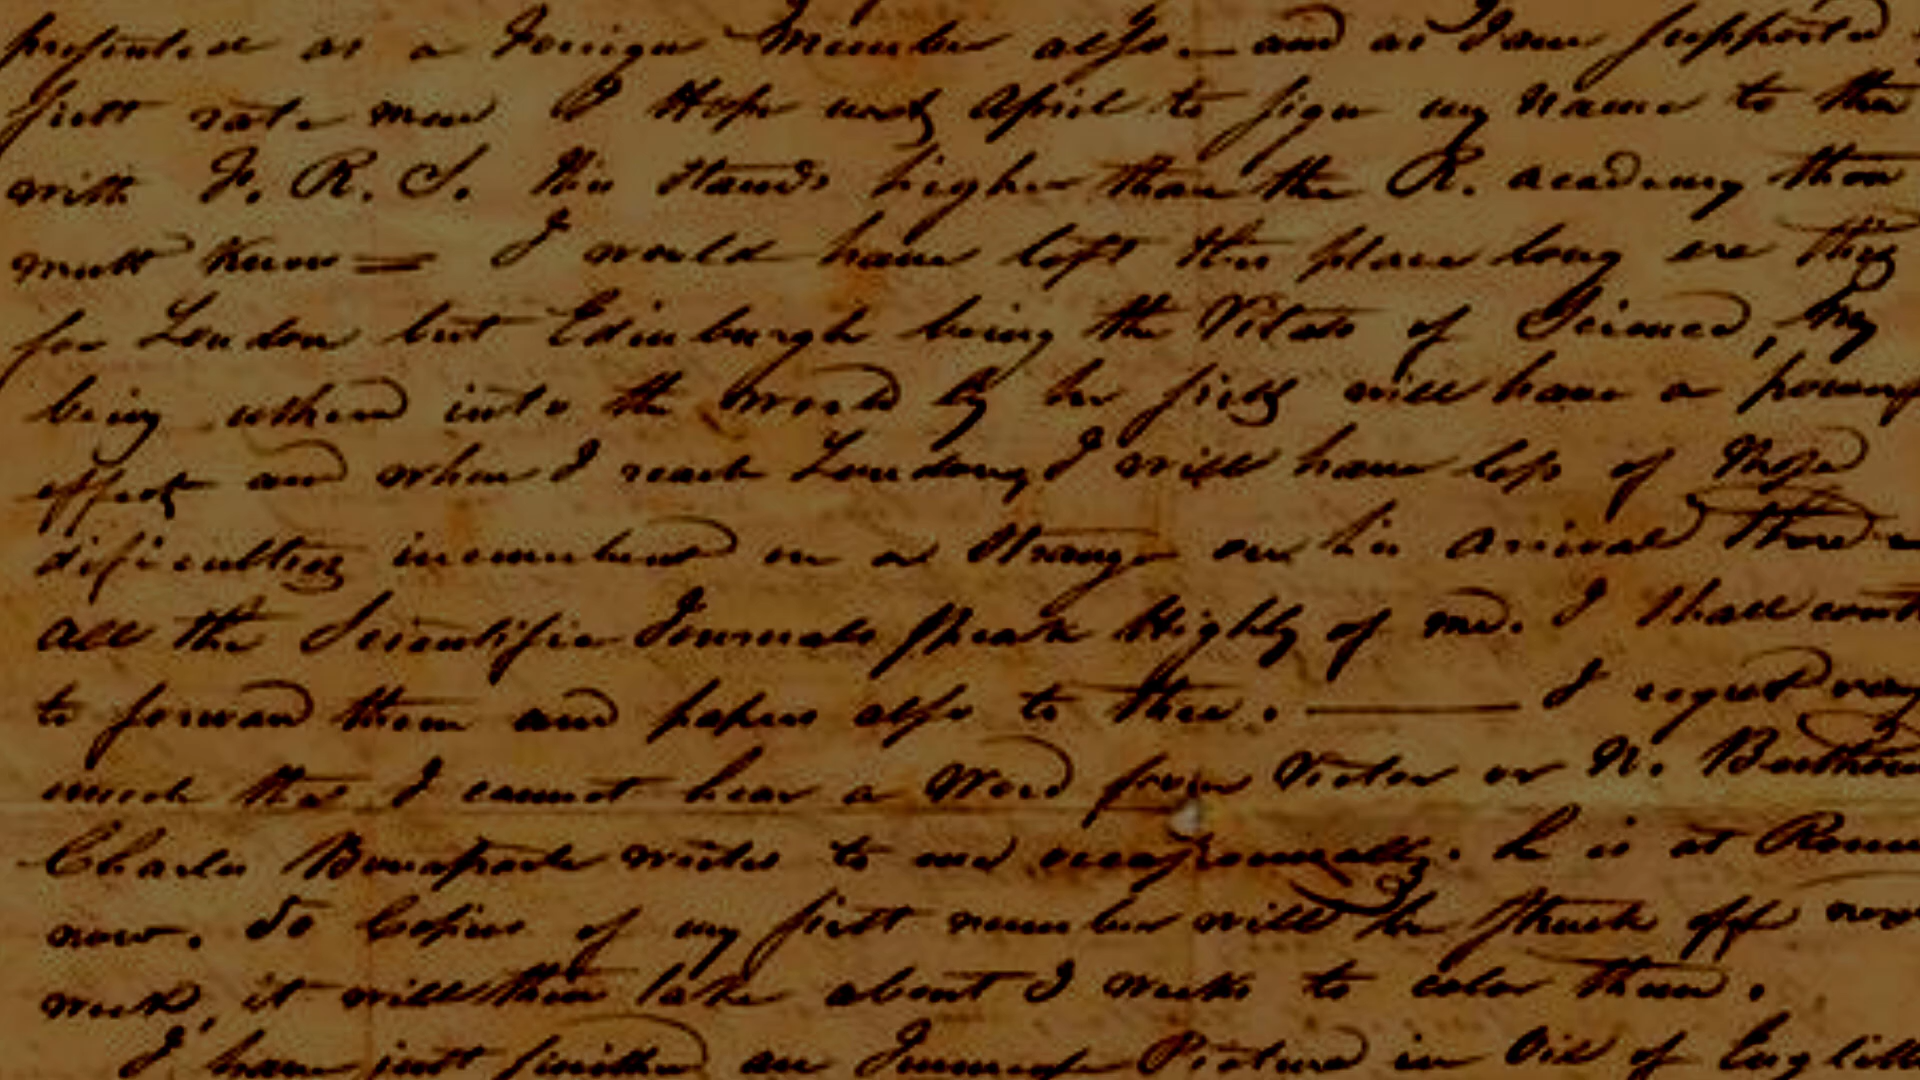 presented as a Foreign Member also — and as I am supported
first rate men I Hope next April to sign my Name to thee
with F. R. S. this stands higher than the R. academy thou
must Know — I would have left this place long ere this
for London but Edinburgh being the Vitals of Science, My
being ushered into the World by her first will have a
effect and when I reach London, I will have less of those
dificulties incumbent on a Stranger on his arrival there —
All the Scientific Journals speak Highly of me. I shall
to forward them and papers also to thee. — I regret very
much that I cannot hear a Word from Victor or N. Berthoud
Charles Bonaparte writes to me occasionally. he is at Rome
now. 50 Copies of my first number will be struck off next
week, it will then take about 3 weeks to color them.
I have just finished an Immense Picture in Oil of English